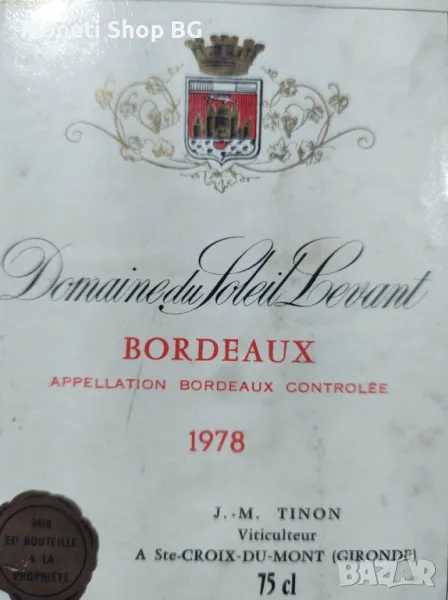 Moneti Shop BG
Domaine du Soleil Levant
BORDEAUX
APPELLATION BORDEAUX CONTROLÉE
1978
J.-M. TINON
Viticulteur
A Ste-CROIX-DU-MONT (GIRONDE)
75 cl
MIS
EN BOUTEILLE
A LA
PROPRIÉTÉ
БАЗАР